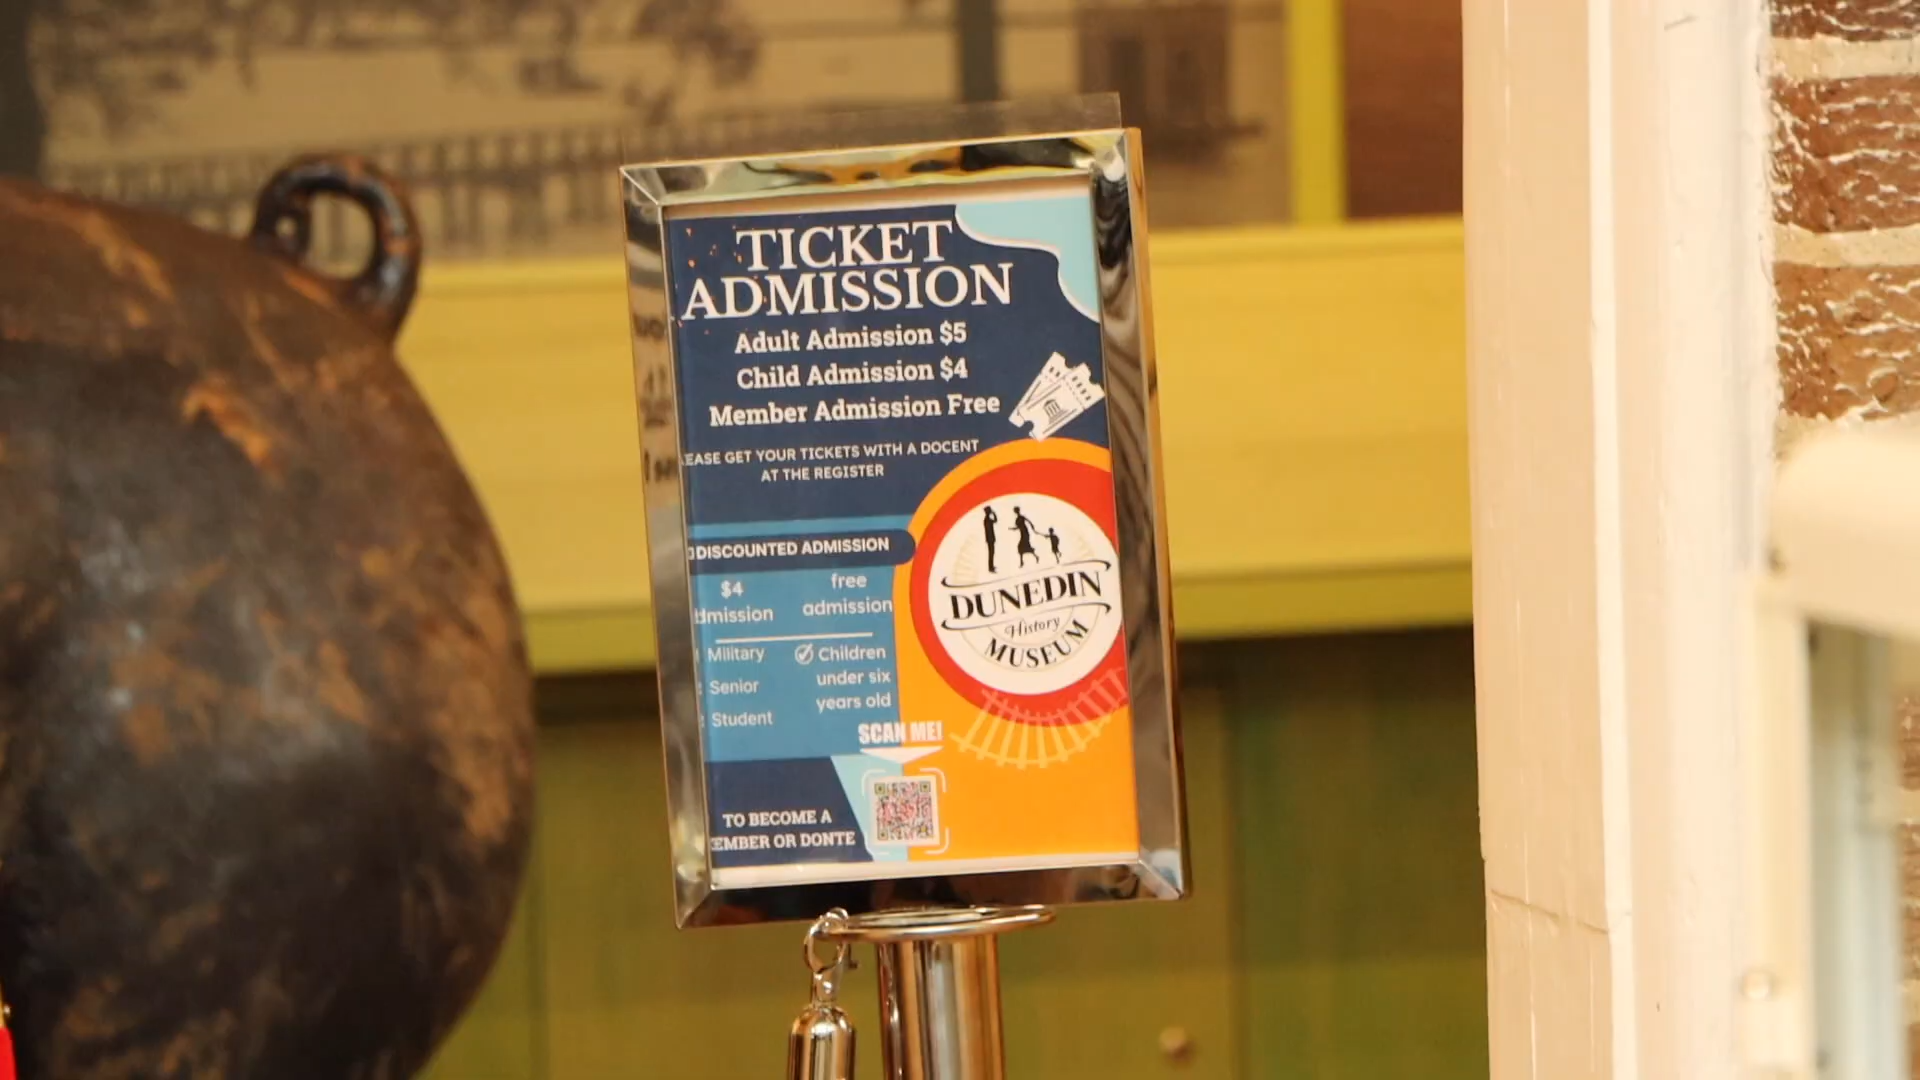 TICKET
ADMISSION
Adult Admission $5
Child Admission $4
Member Admission Free
EASE GET YOUR TICKETS WITH A DOCENT
AT THE REGISTER
DISCOUNTED ADMISSION
$4
dmission
Military
Senior
Student
free
admission
Children
under six
years old
DUNEDIN
History
MUSEUM
SCAN ME!
TO BECOME A
EMBER OR DONTE